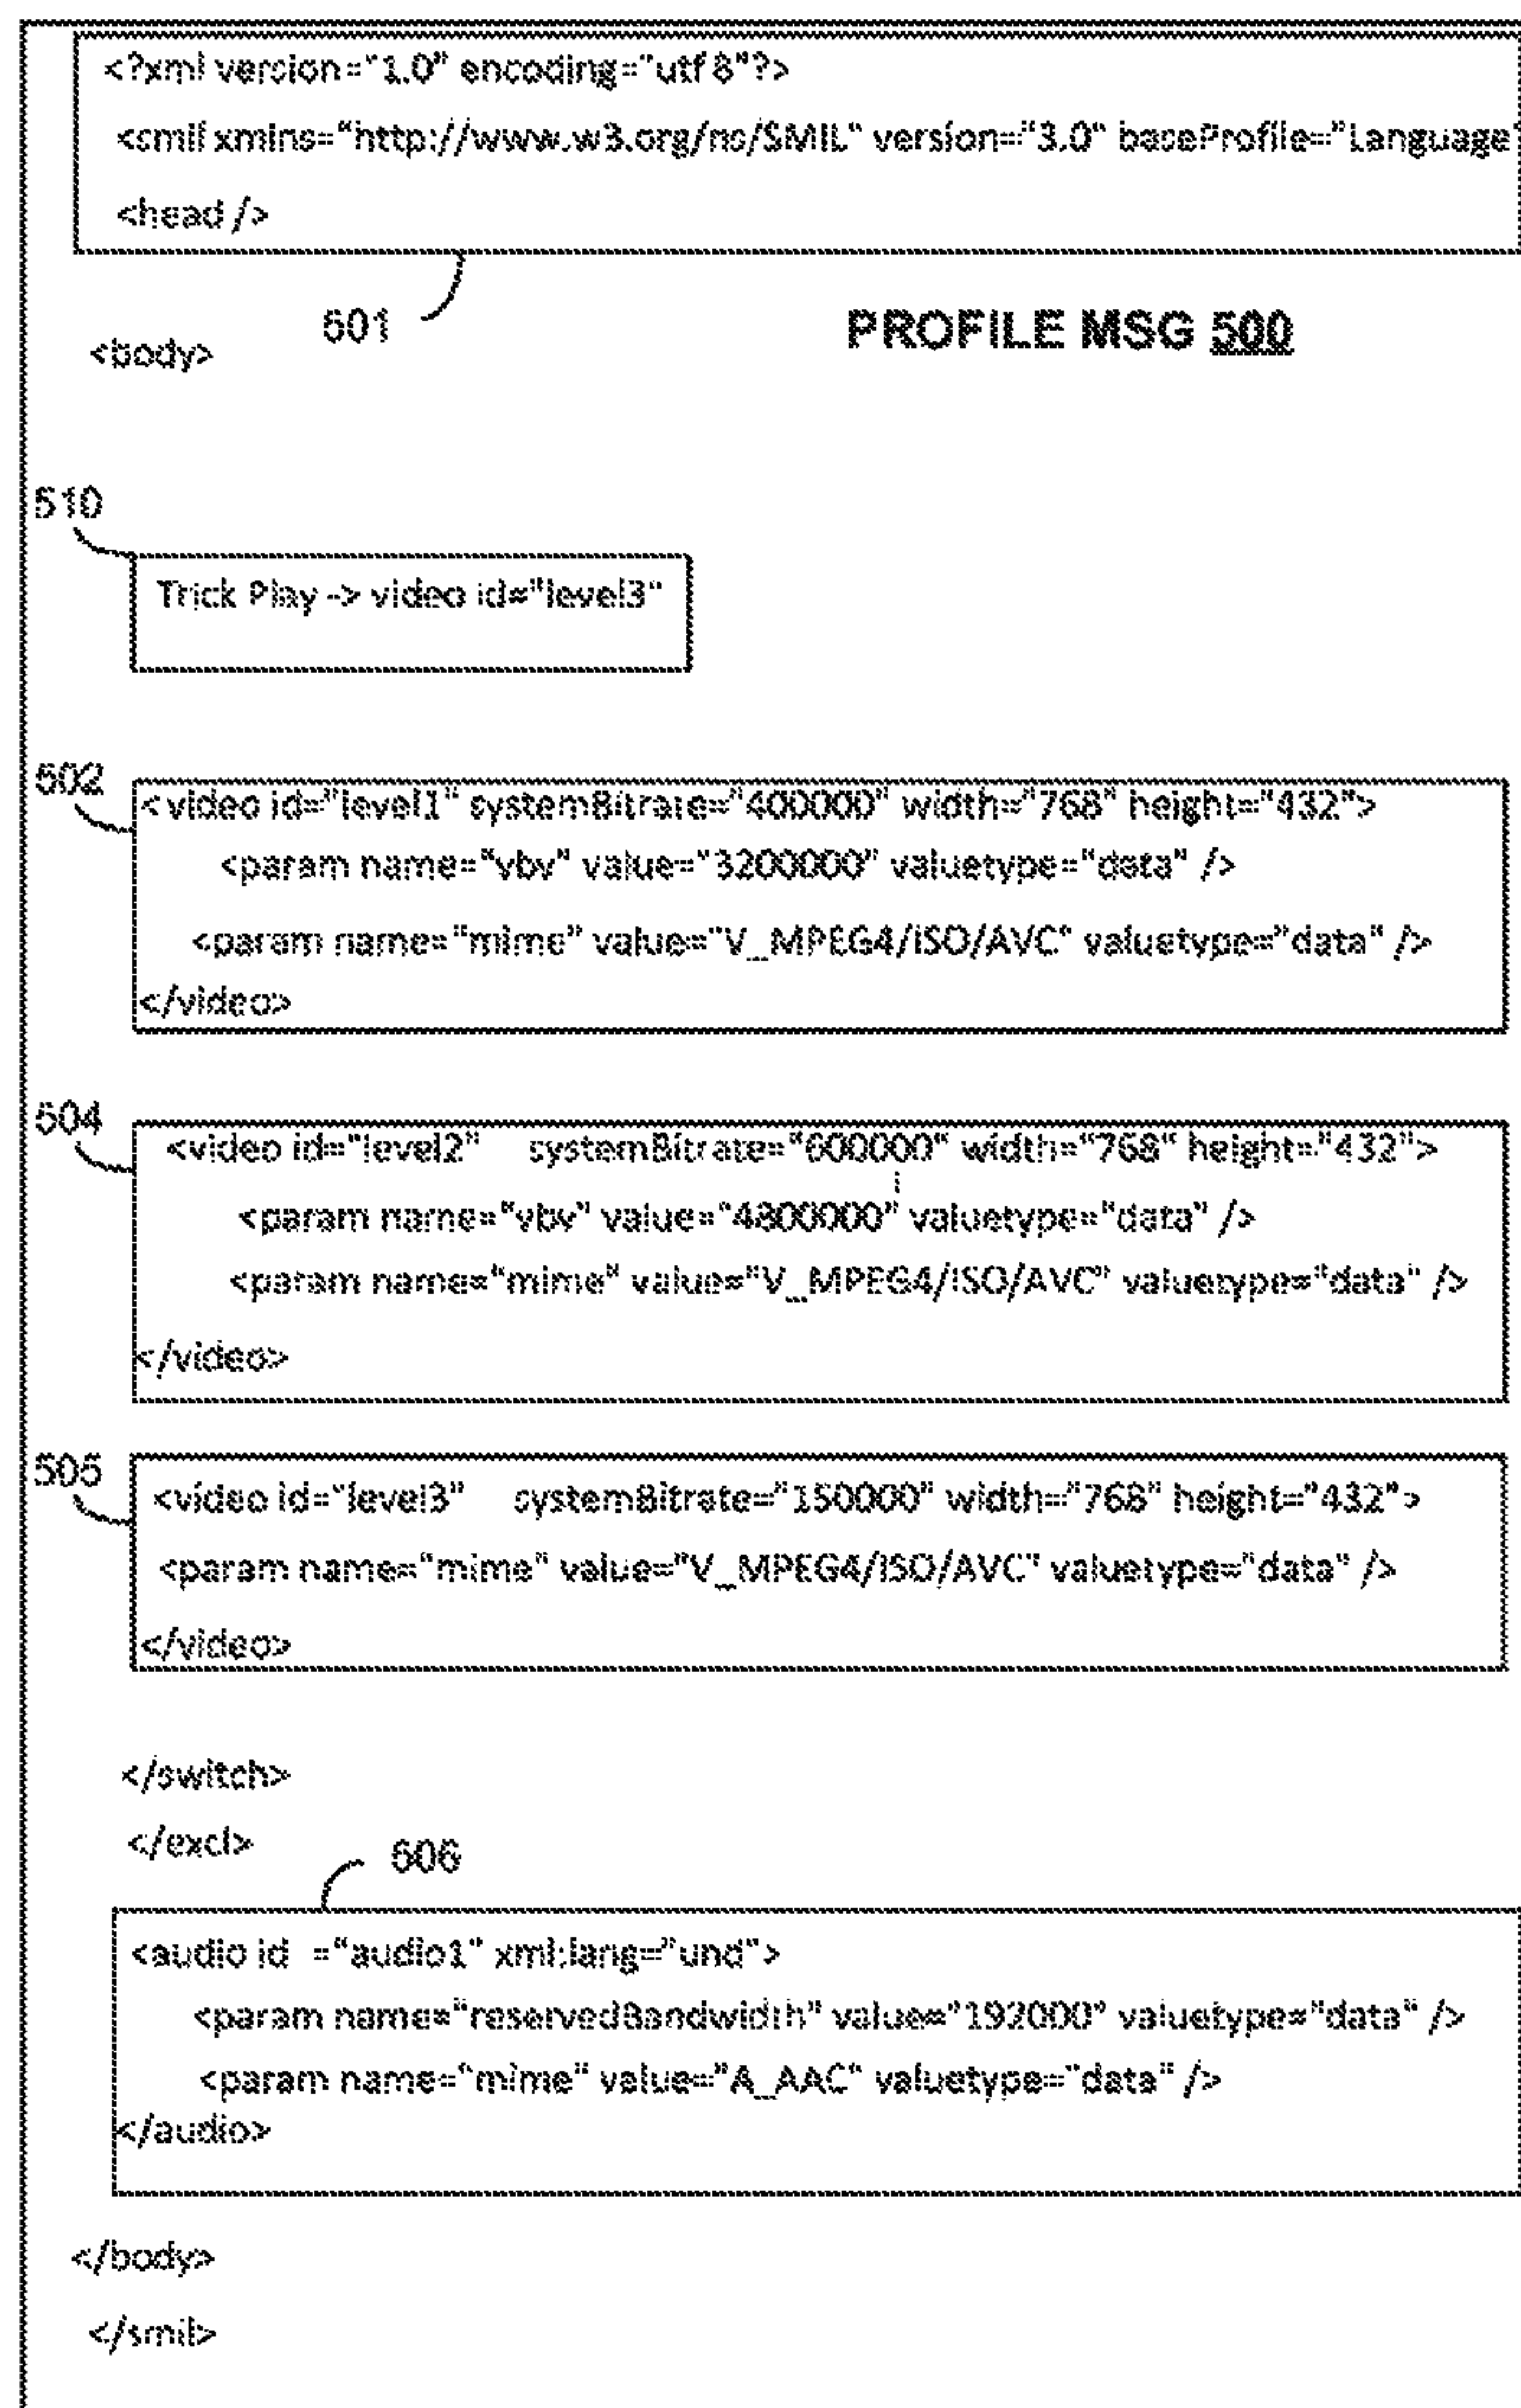 <?xml version="1.0" encoding="utf 8"?>
<smil xmlns="http://www.w3.org/ns/SMIL" version="3.0" baseProfile="Language"
<head />
501
PROFILE MSG 500
<body>
510
Trick Play -> video id="level3"
502
<video id="level1" systemBitrate="400000" width="768" height="432">
<param name="vbv" value="3200000" valuetype="data" />
<param name="mime" value="V_MPEG4/ISO/AVC" valuetype="data" />
</video>
504
<video id="level2" systemBitrate="600000" width="768" height="432">
<param name="vbv" value="4800000" valuetype="data" />
<param name="mime" value="V_MPEG4/ISO/AVC" valuetype="data" />
</video>
505
<video id="level3" systemBitrate="150000" width="768" height="432">
<param name="mime" value="V_MPEG4/ISO/AVC" valuetype="data" />
</video>
</switch>
</excl>
506
<audio id ="audio1" xml:lang="und">
<param name="reservedBandwidth" value="192000" valuetype="data" />
<param name="mime" value="A_AAC" valuetype="data" />
</audio>
</body>
</smil>